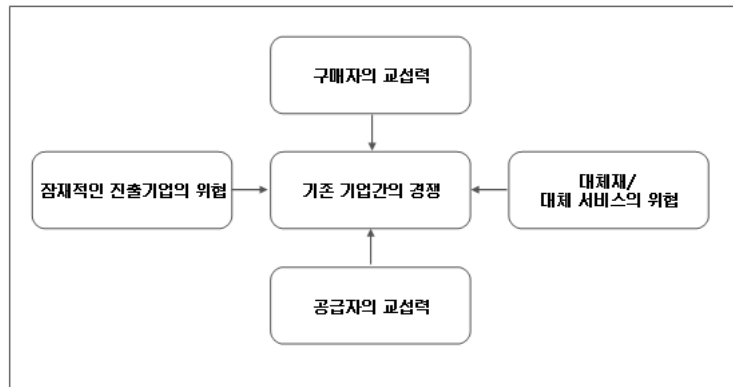 구매자의 교섭력
잠재적인 진출기업의 위협
기존 기업간의 경쟁
대체재/
대체 서비스의 위협
공급자의 교섭력